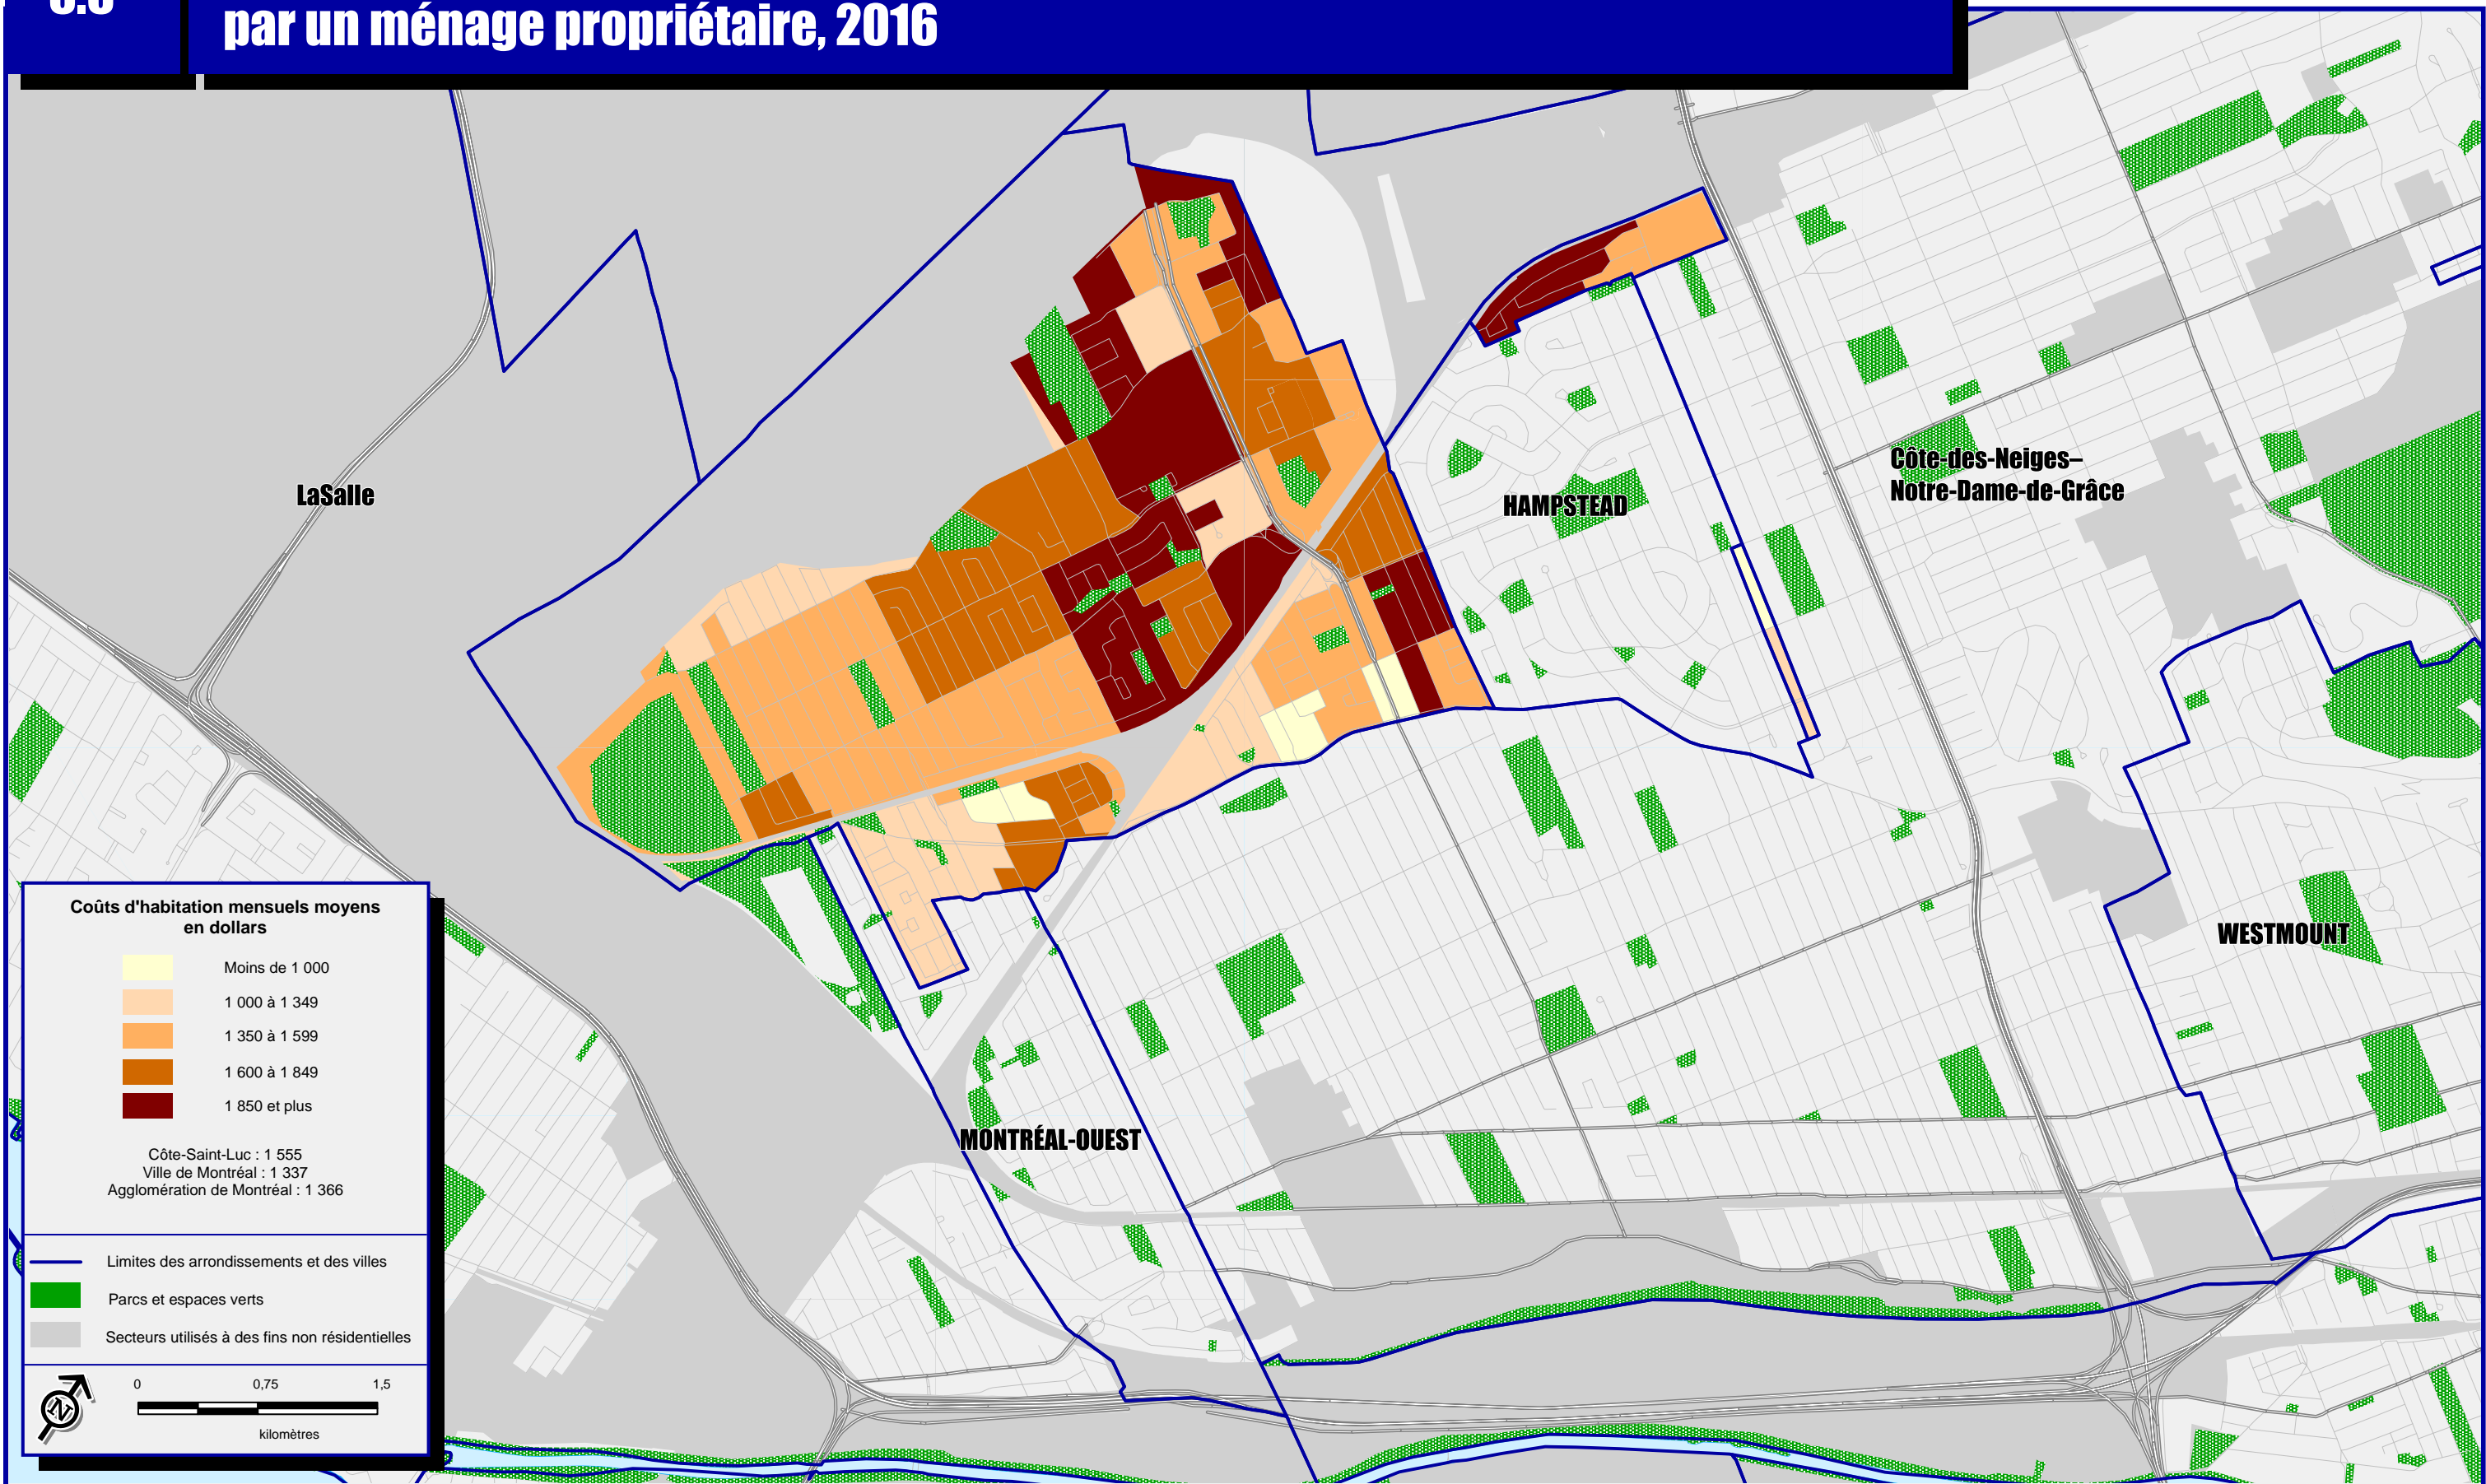 par un ménage propriétaire, 2016
LaSalle
HAMPSTEAD
Côte-des-Neiges–
Notre-Dame-de-Grâce
WESTMOUNT
MONTRÉAL-OUEST
Coûts d'habitation mensuels moyens
en dollars
Moins de 1 000
1 000 à 1 349
1 350 à 1 599
1 600 à 1 849
1 850 et plus
Côte-Saint-Luc : 1 555
Ville de Montréal : 1 337
Agglomération de Montréal : 1 366
Limites des arrondissements et des villes
Parcs et espaces verts
Secteurs utilisés à des fins non résidentielles
N
0 0,75 1,5
kilomètres